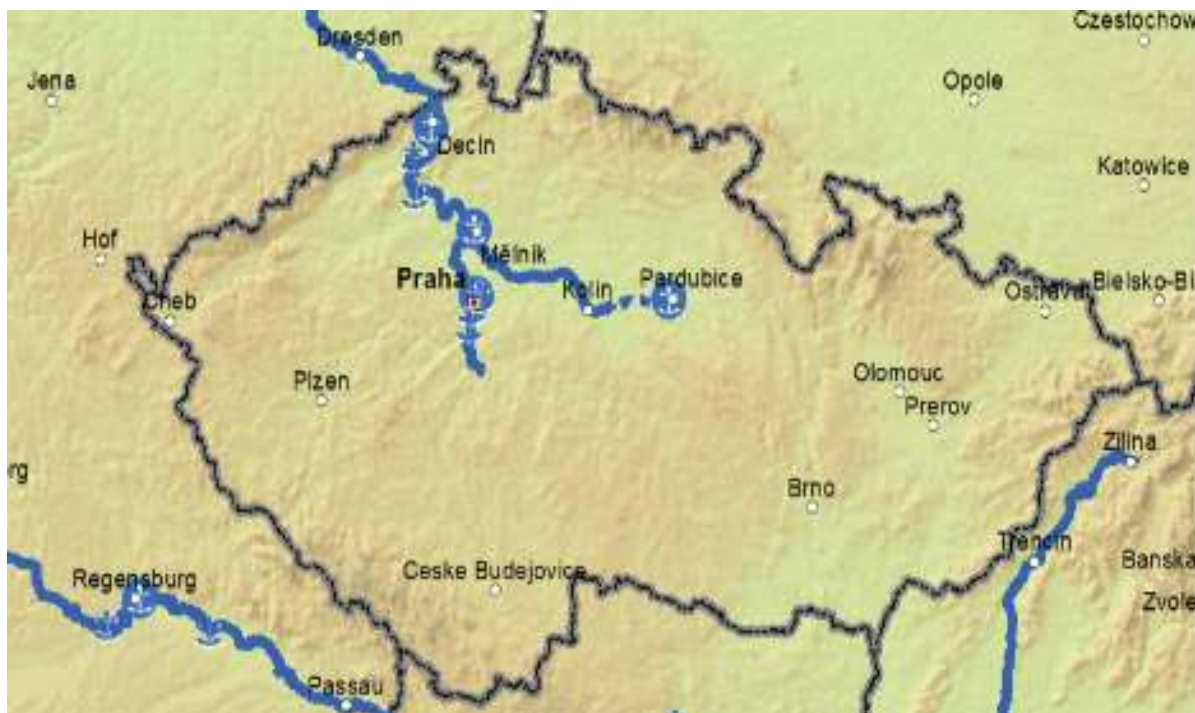 Czestochow
Dresden
Jena
Opole
Decin
Katowice
Hof
Mělnik
Praha
Kolin
Pardubice
Bielsko-Bi
Ostrava
Cheb
Plzen
Olomouc
Prerov
Zilina
rg
Brno
Trencin
Ceske Budejovice
Banska
Regensburg
Zvole
Passau